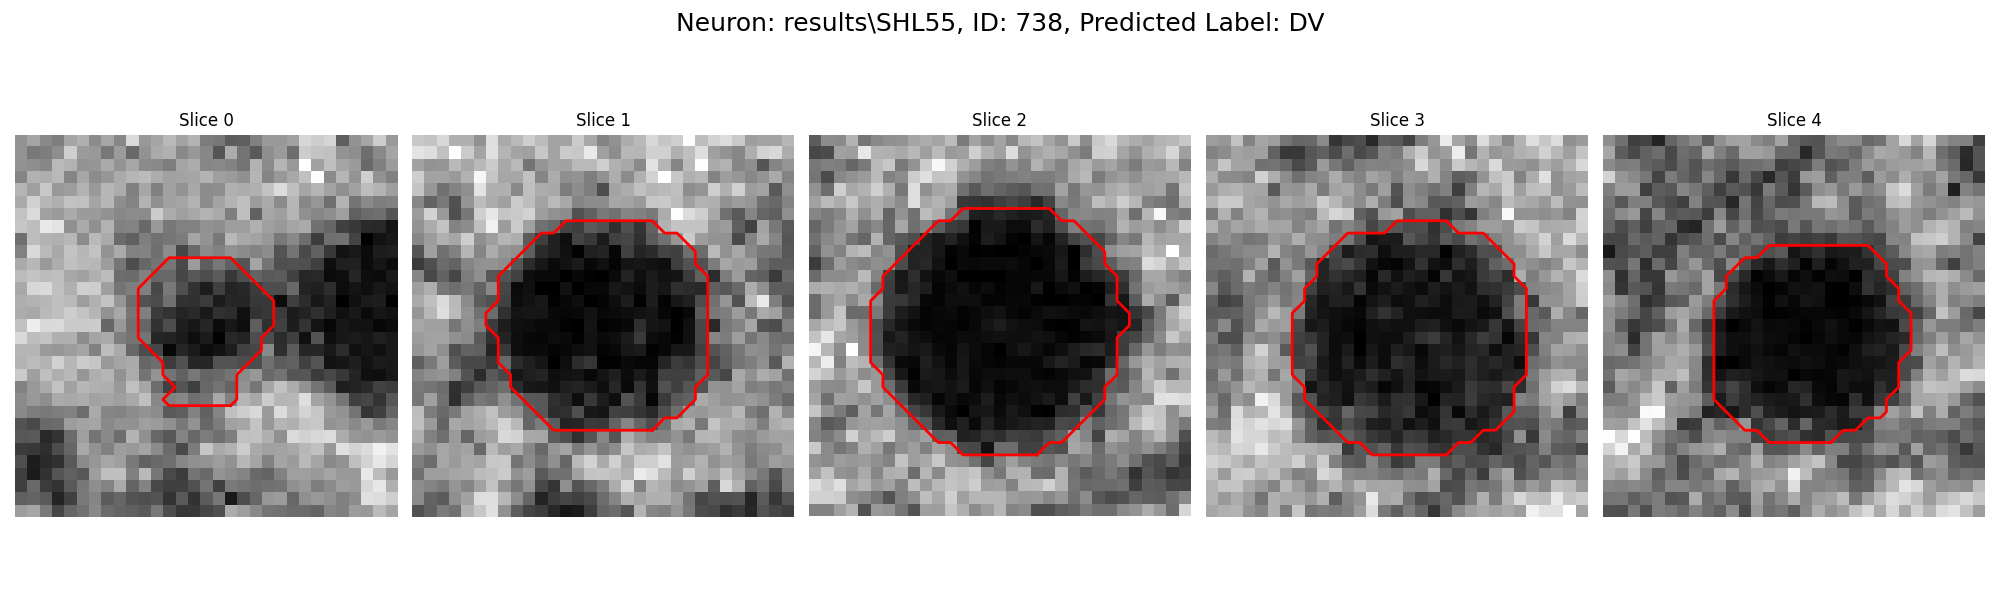 Neuron: results\SHL55, ID: 738, Predicted Label: DV
Slice 0
Slice 1
Slice 2
Slice 3
Slice 4